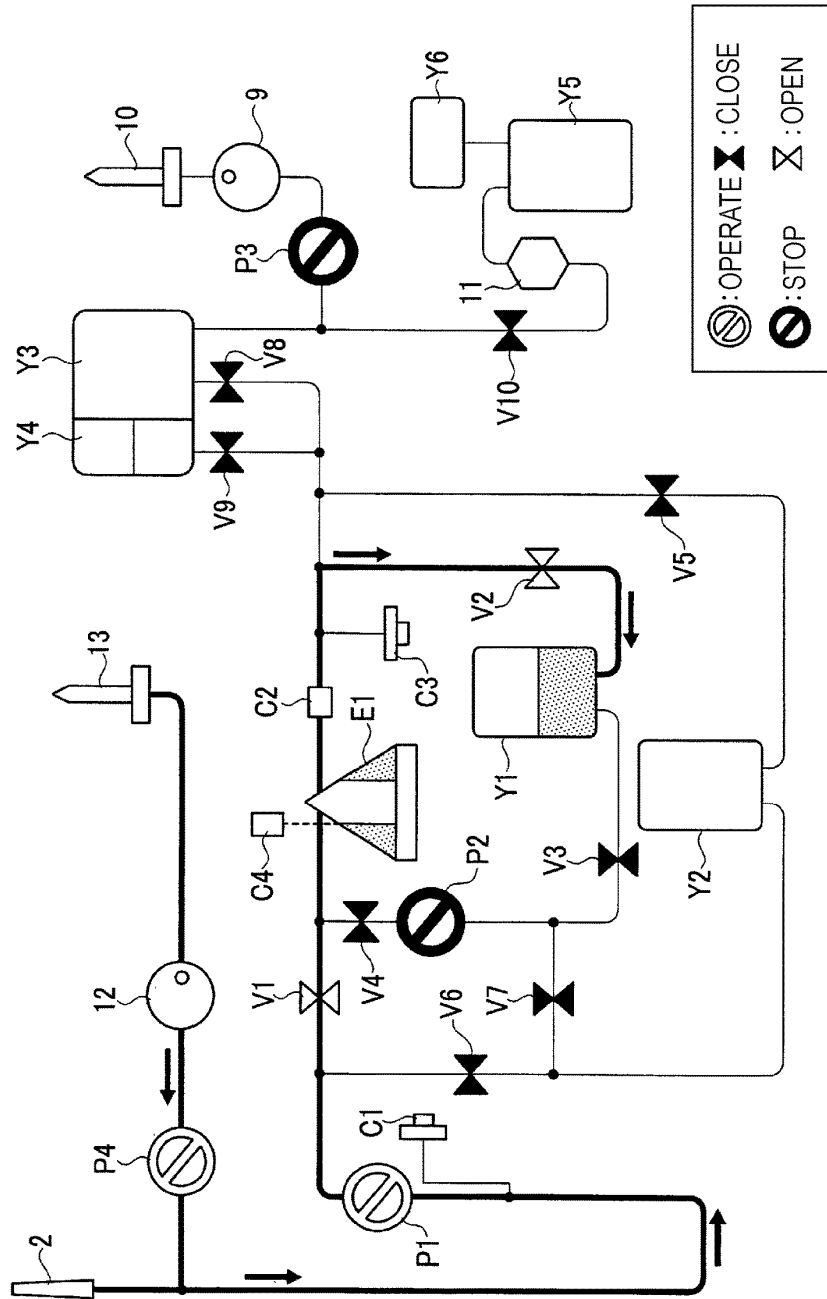 2
P4
12
13
Y4
Y3
10
9
P3
V8
V9
V1
C4
C2
E1
C1
P1
V4
V6
P2
V7
Y1
C3
V2
11
Y6
Y5
V10
V3
V5
Y2
: OPERATE
: CLOSE
: STOP
: OPEN